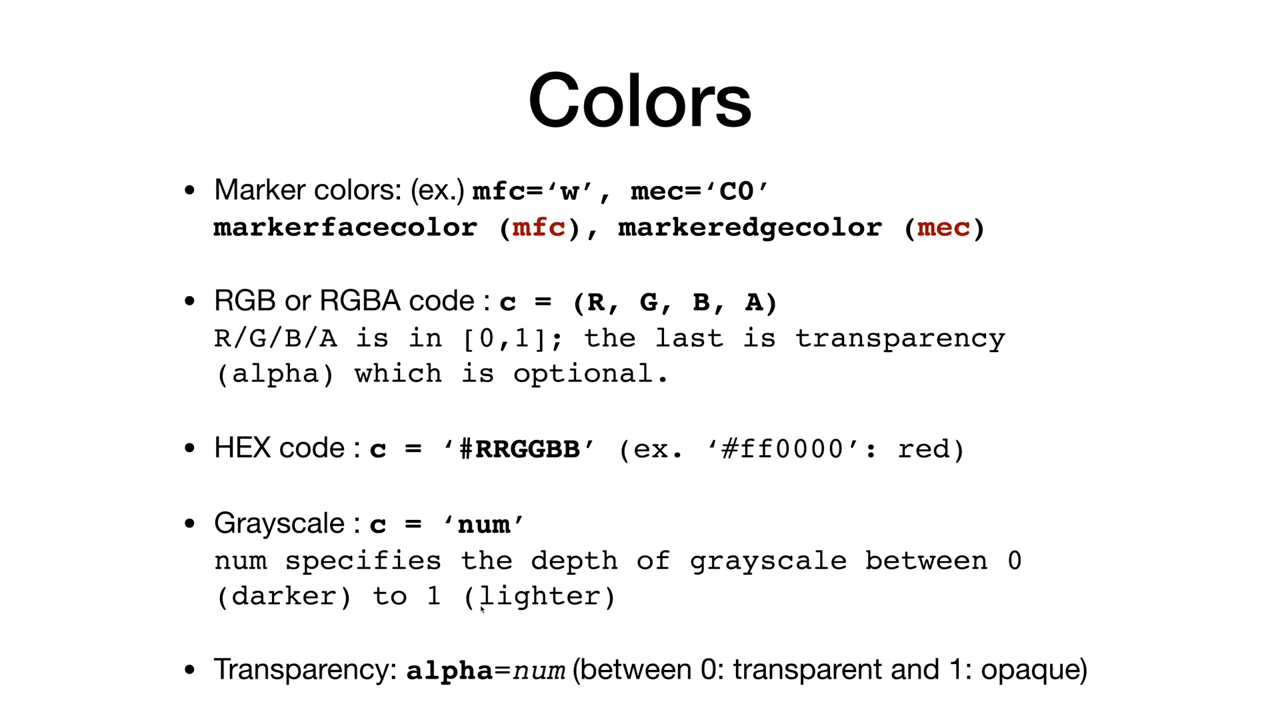 Colors
• Marker colors: (ex.) mfc=‘w’, mec=‘C0’
markerfacecolor (mfc), markeredgecolor (mec)
• RGB or RGBA code : c = (R, G, B, A)
R/G/B/A is in [0,1]; the last is transparency
(alpha) which is optional.
• HEX code : c = ‘#RRGGBB’ (ex. ‘#ff0000’: red)
• Grayscale : c = ‘num’
num specifies the depth of grayscale between 0
(darker) to 1 (lighter)
• Transparency: alpha=num (between 0: transparent and 1: opaque)